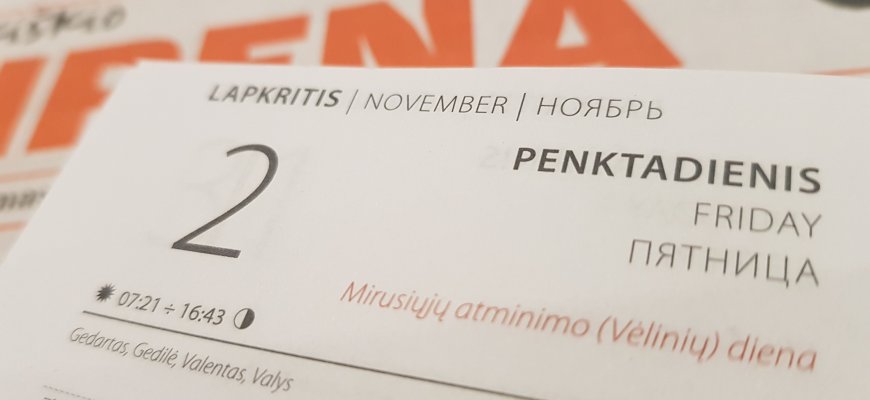 LAPKRITIS / NOVEMBER | НОЯБРЬ
2
PENKTADIENIS
FRIDAY
ПЯТНИЦА
07:21 ÷ 16:43
Mirusiųjų atminimo (Vėlinių) diena
Gedartas, Gedilė, Valentas, Valys